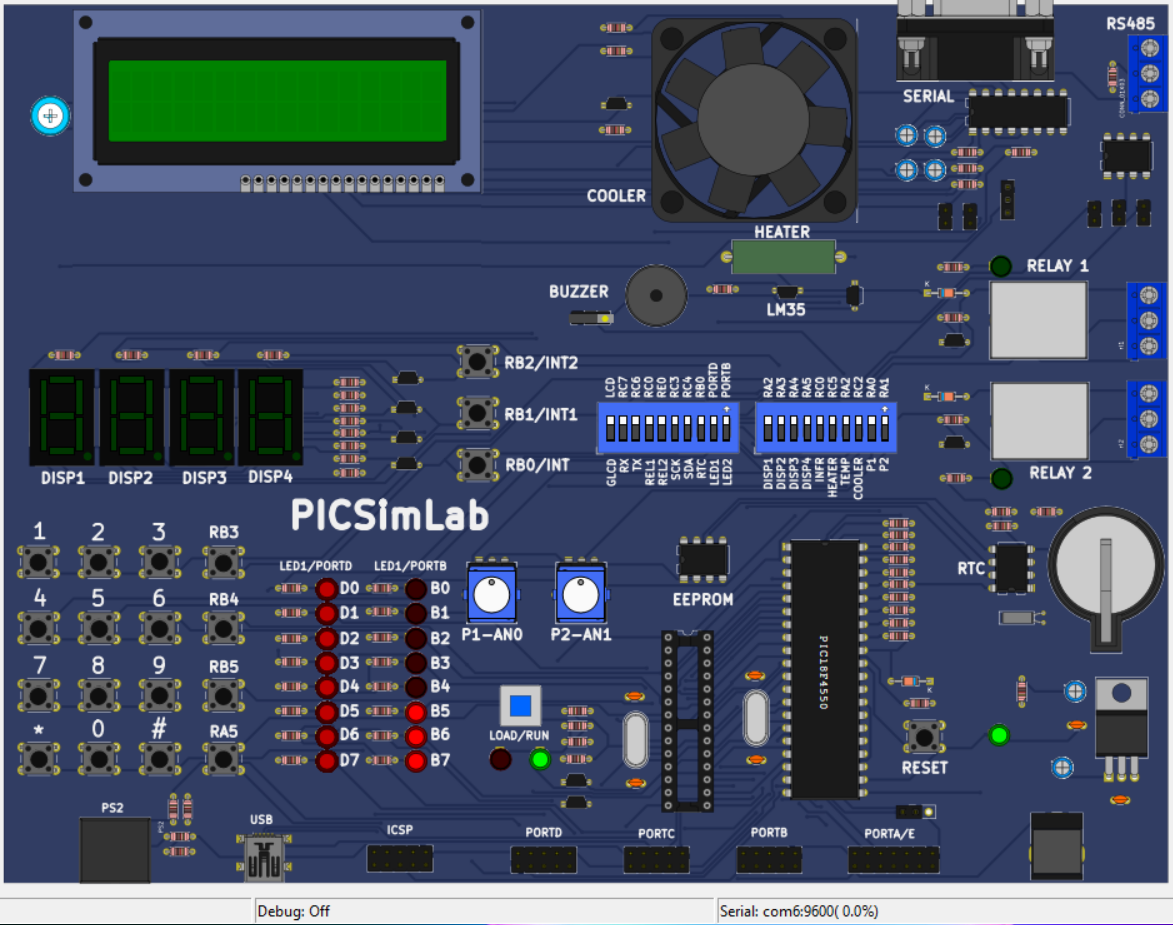 RS485
CONN_RS485
SERIAL
COOLER
HEATER
RELAY 1
BUZZER
LM35
K
RB2/INT2
LCD RC7 RC6 RC0 RE0 RC3 RC4 RB0 PORTD PORTB
RA2 RA3 RA4 RA5 RC0 RC5 RA2 RC2 RA0 RA1
K
RB1/INT1
GLCD RX TX REL1 REL2 SCK SDA RTC LED1 LED2
DISP1 DISP2 DISP3 DISP4 INFR HEATER TEMP COOLER P1 P2
RB0/INT
RELAY 2
DISP1 DISP2 DISP3 DISP4
PICSimLab
1 2 3 RB3
LED1/PORTD LED1/PORTB
RTC
D0 B0
4 5 6 RB4
EEPROM
D1 B1
P1-AN0 P2-AN1
D2 B2
PIC18F4550
7 8 9 RB5
D3 B3
D4 B4
K
D5 B5
* 0 # RA5
LOAD/RUN
D6 B6
D7 B7
RESET
PS2
PS2
USB
ICSP
PORTD
PORTC
PORTB
PORTA/E
Debug: Off
Serial: com6:9600( 0.0%)